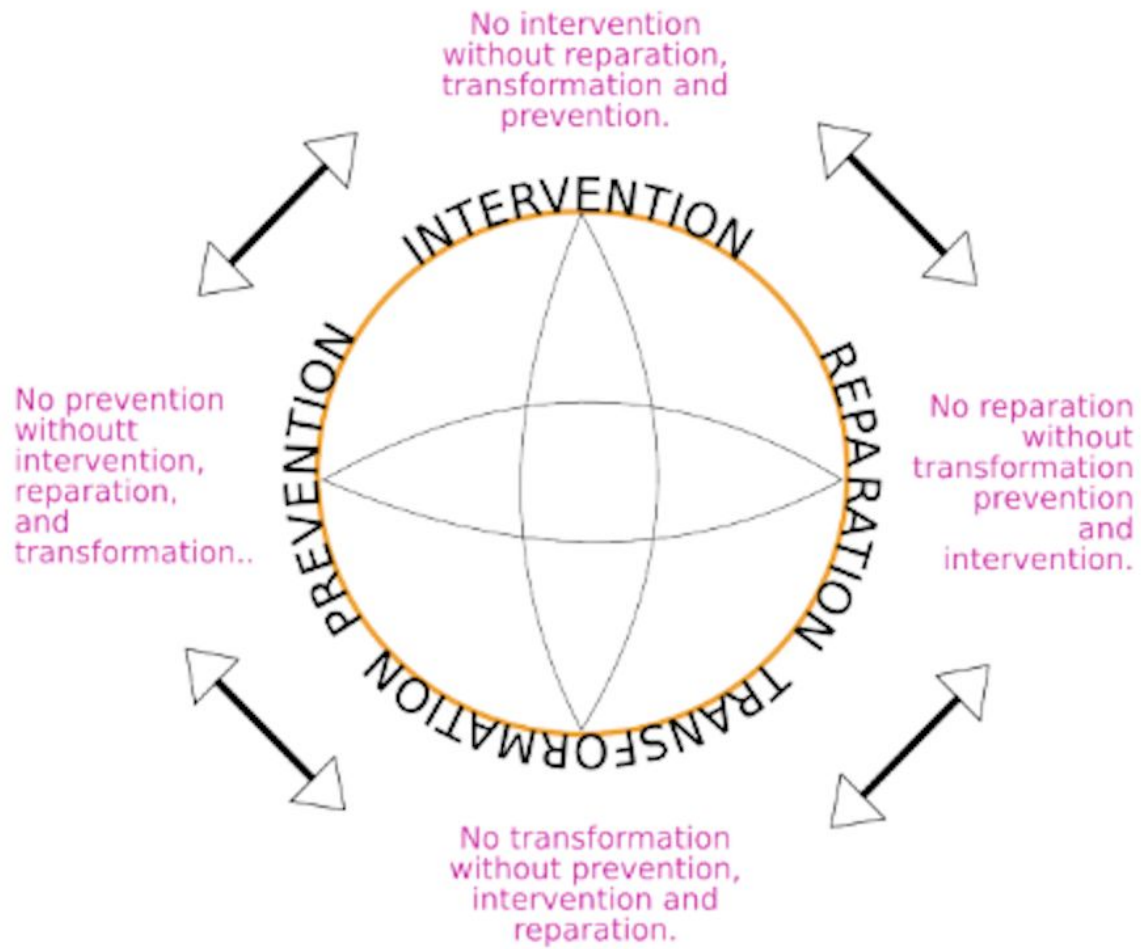 No intervention
without reparation,
transformation and
prevention.
INTERVENTION
PREVENTION
REPARATION
No prevention
withoutt
intervention,
reparation,
and
transformation..
No reparation
without
transformation
prevention
and
intervention.
TRANSFORMATION
No transformation
without prevention,
intervention and
reparation.